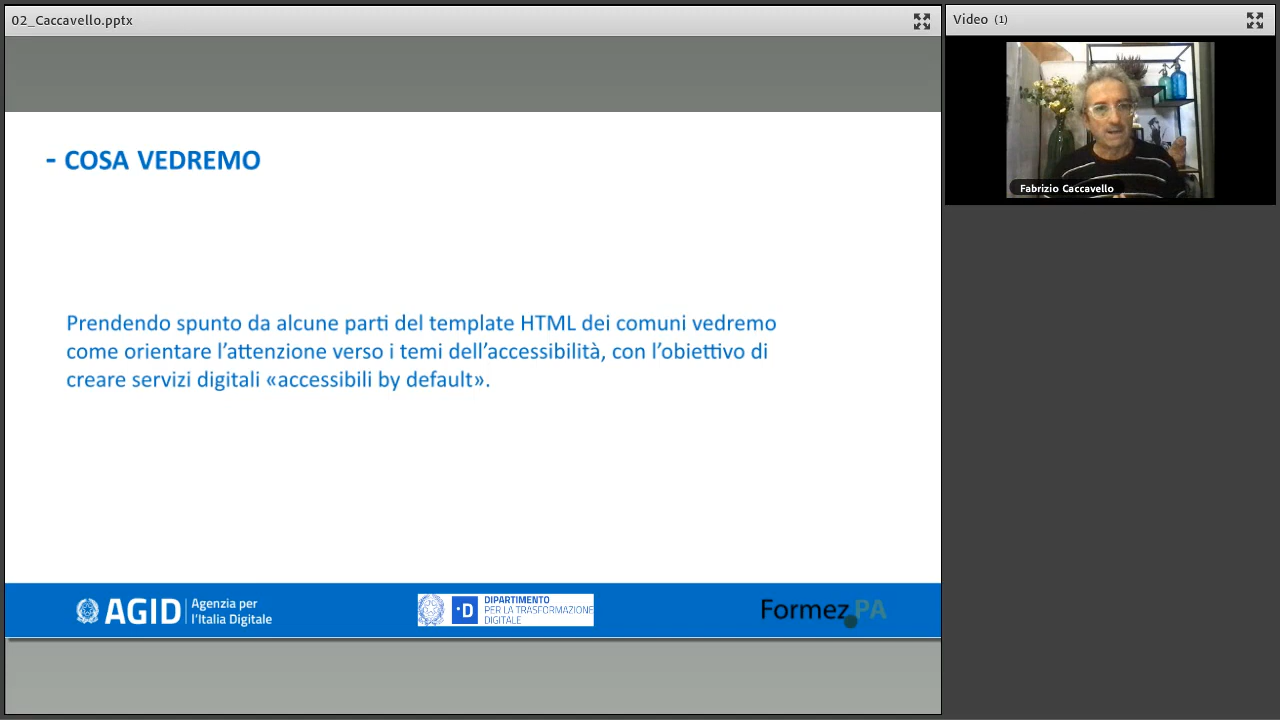 02_Caccavello.pptx
Video (1)
Fabrizio Caccavello
- COSA VEDREMO
Prendendo spunto da alcune parti del template HTML dei comuni vedremo
come orientare l'attenzione verso i temi dell'accessibilità, con l'obiettivo di
creare servizi digitali «accessibili by default».
AGID
Agenzia per
l'Italia Digitale
·D
DIPARTIMENTO
PER LA TRASFORMAZIONE
DIGITALE
Formez PA